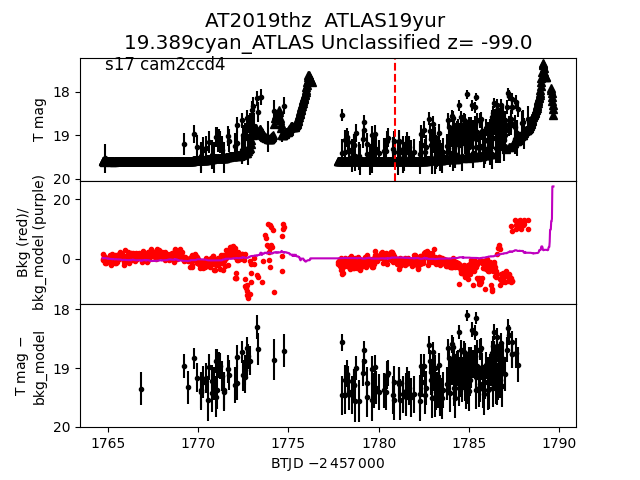 AT2019thz  ATLAS19yur
19.389cyan_ATLAS Unclassified z= -99.0
s17 cam2ccd4
T mag
18
19
20
Bkg (red)/
bkg_model (purple)
20
0
T mag −
bkg_model
18
19
20
1765 1770 1775 1780 1785 1790
BTJD −2 457 000